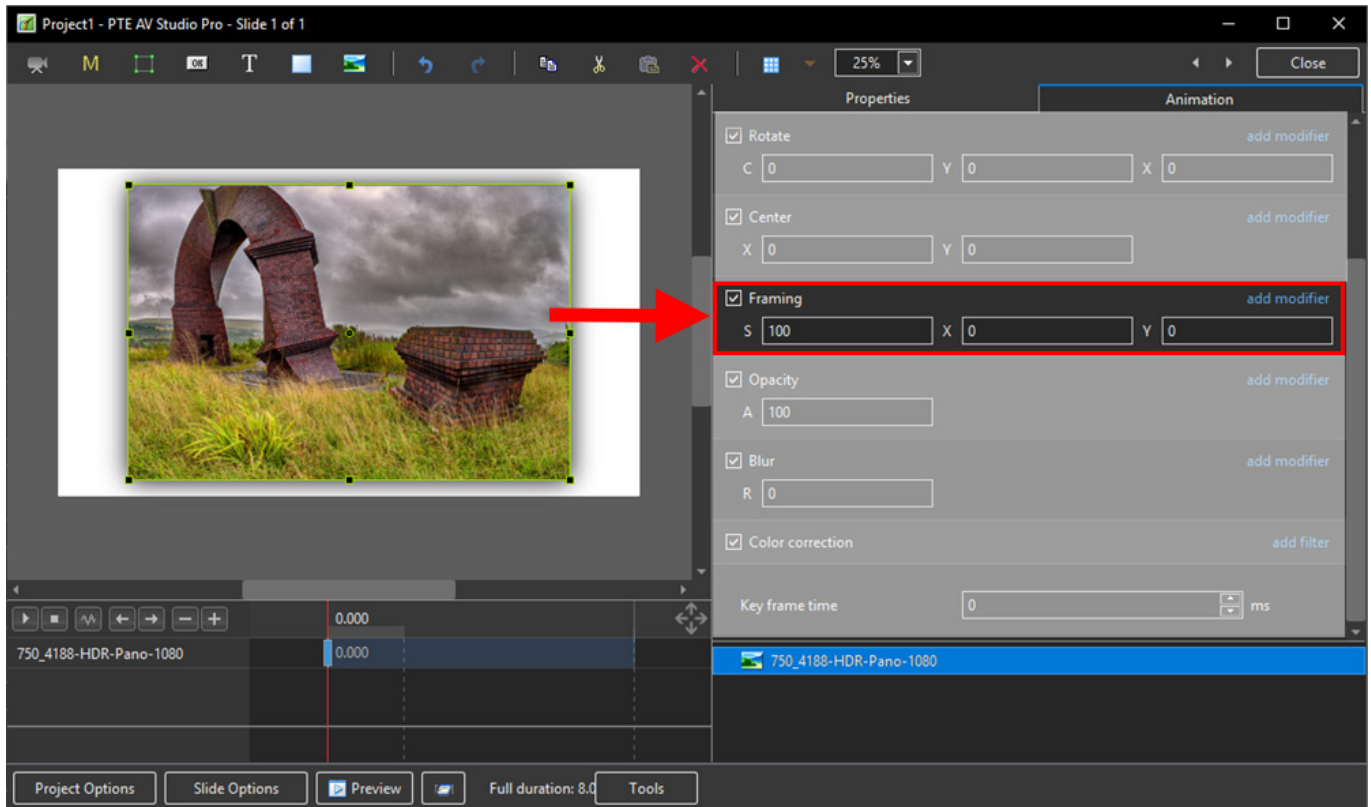 Project1 - PTE AV Studio Pro - Slide 1 of 1
M OK T 25% Close
Properties Animation
Rotate add modifier
C 0 Y 0 X 0
Center add modifier
X 0 Y 0
Framing add modifier
S 100 X 0 Y 0
Opacity add modifier
A 100
Blur add modifier
R 0
Color correction add filter
Key frame time 0 ms
0.000
750_4188-HDR-Pano-1080 0.000
750_4188-HDR-Pano-1080
Project Options Slide Options Preview Full duration: 8.0 Tools